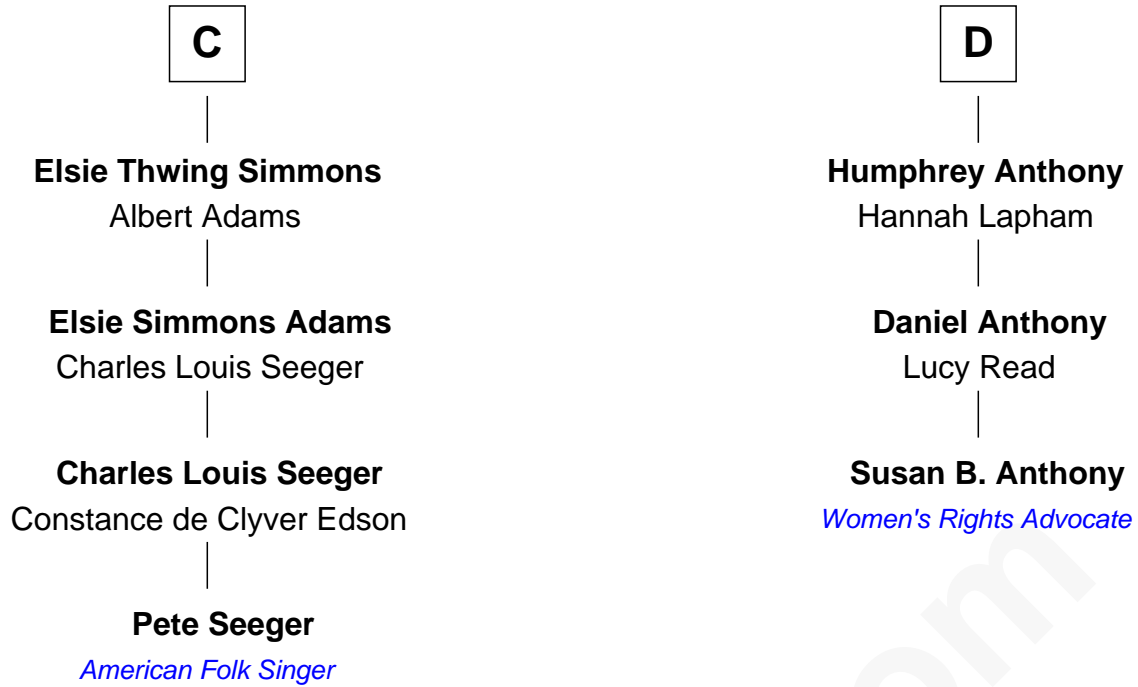 C
Elsie Thwing Simmons
Albert Adams
Elsie Simmons Adams
Charles Louis Seeger
Charles Louis Seeger
Constance de Clyver Edson
Pete Seeger
American Folk Singer
D
Humphrey Anthony
Hannah Lapham
Daniel Anthony
Lucy Read
Susan B. Anthony
Women's Rights Advocate
om